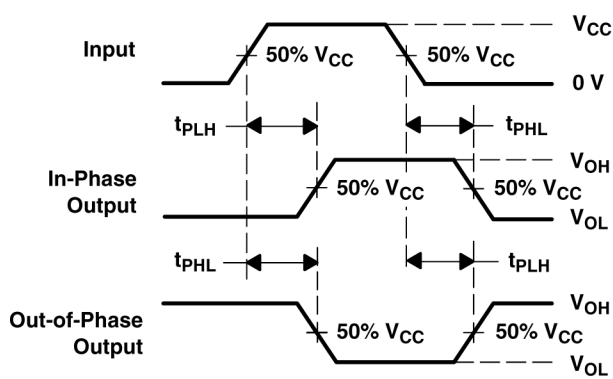 V_CC
Input
50% V_CC
50% V_CC
0 V
t_PLH
t_PHL
V_OH
In-Phase
Output
50% V_CC
50% V_CC
V_OL
t_PHL
t_PLH
V_OH
Out-of-Phase
Output
50% V_CC
50% V_CC
V_OL